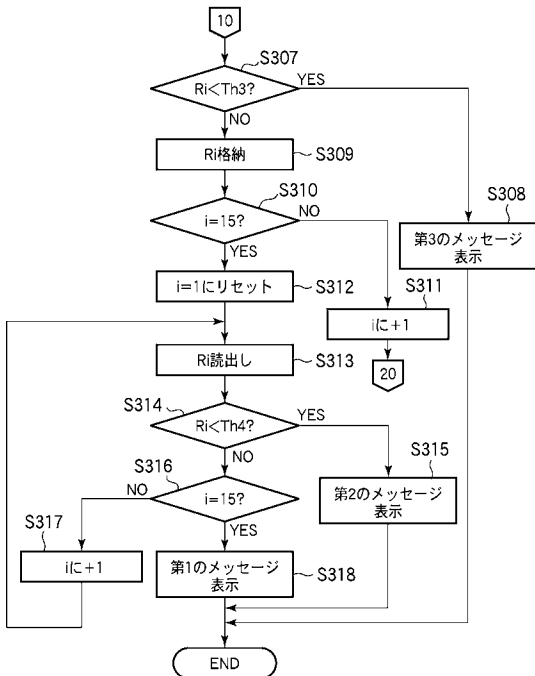 10
S307
Ri<Th3?
YES
NO
Ri格納
S309
S310
i=15?
NO
YES
S308
第3のメッセージ
表示
i=1にリセット
S312
S311
iに+1
20
Ri読出し
S313
S314
Ri<Th4?
YES
NO
S315
第2のメッセージ
表示
S316
i=15?
NO
YES
S317
iに+1
第1のメッセージ
表示
S318
END